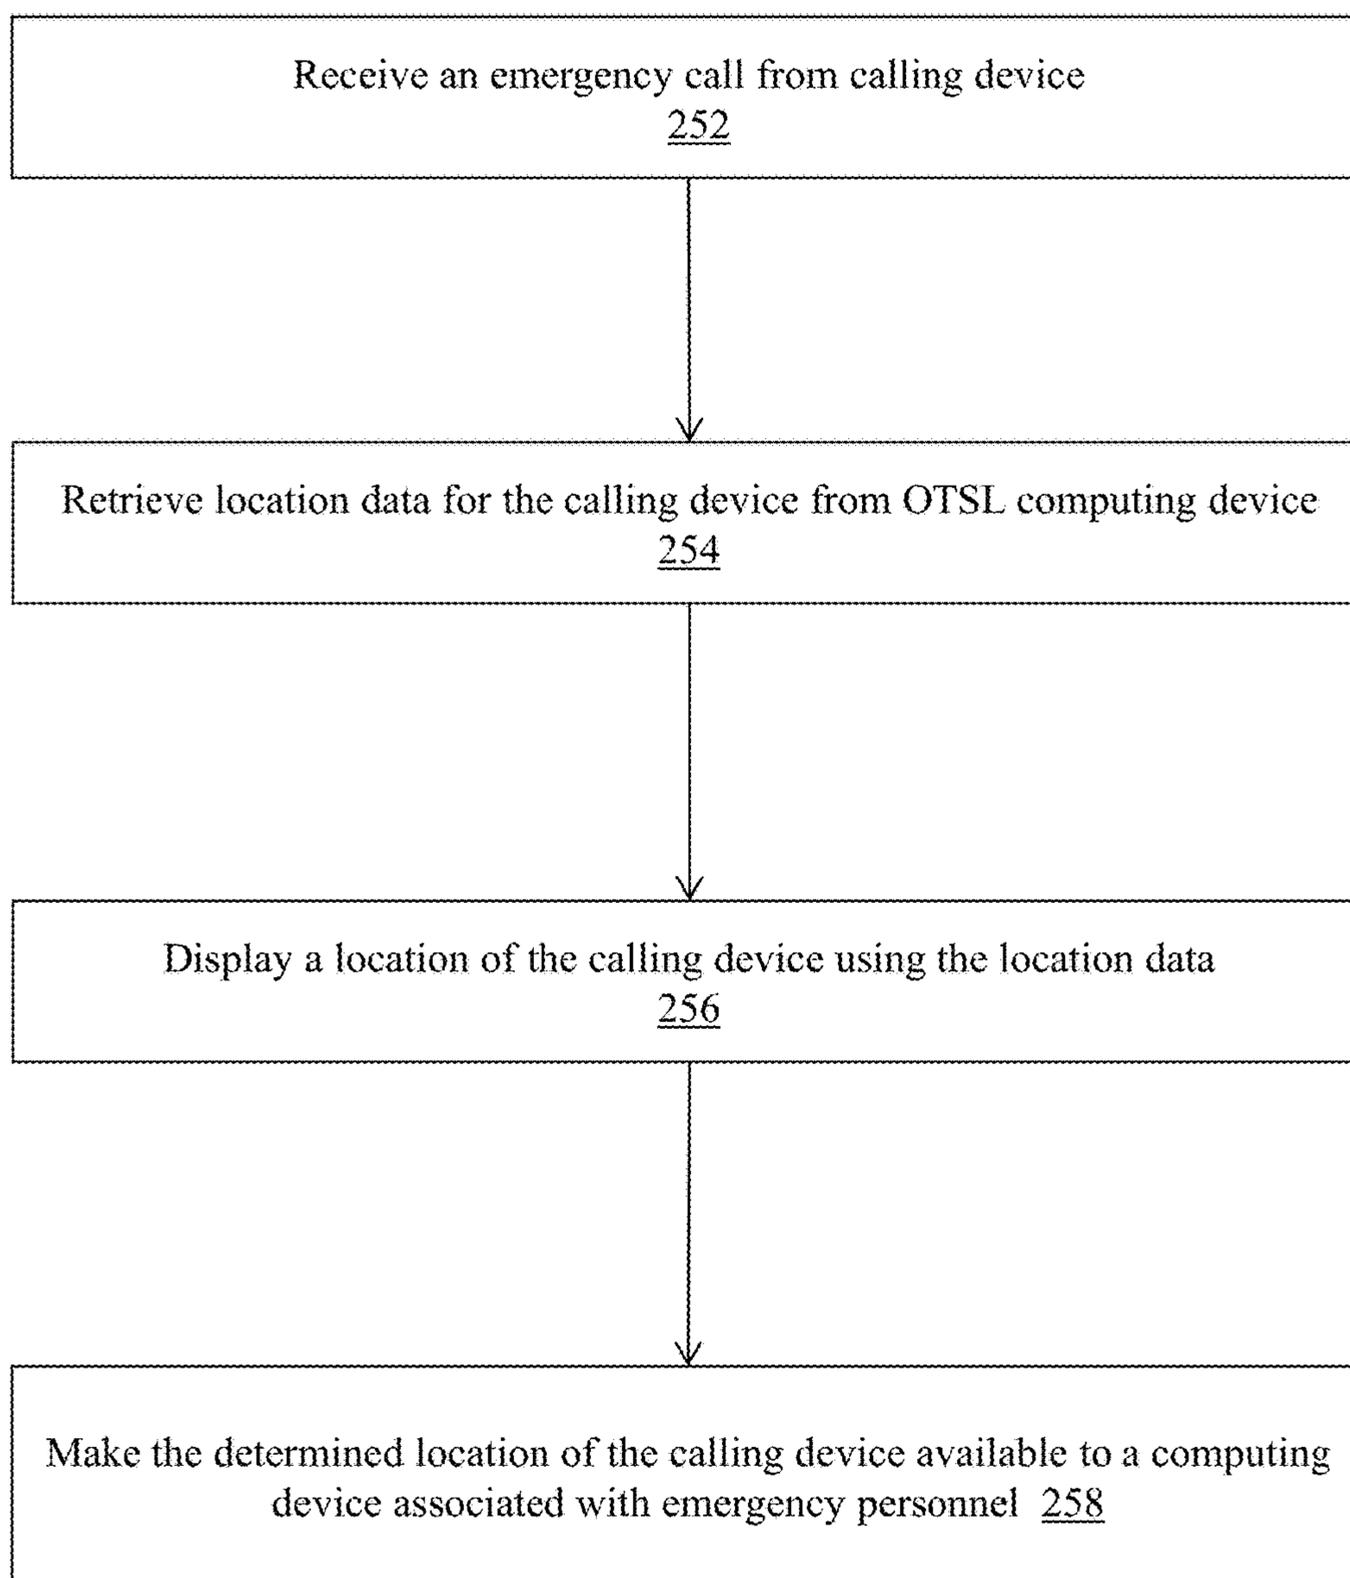 Receive an emergency call from calling device
252
Retrieve location data for the calling device from OTSL computing device
254
Display a location of the calling device using the location data
256
Make the determined location of the calling device available to a computing
device associated with emergency personnel 258